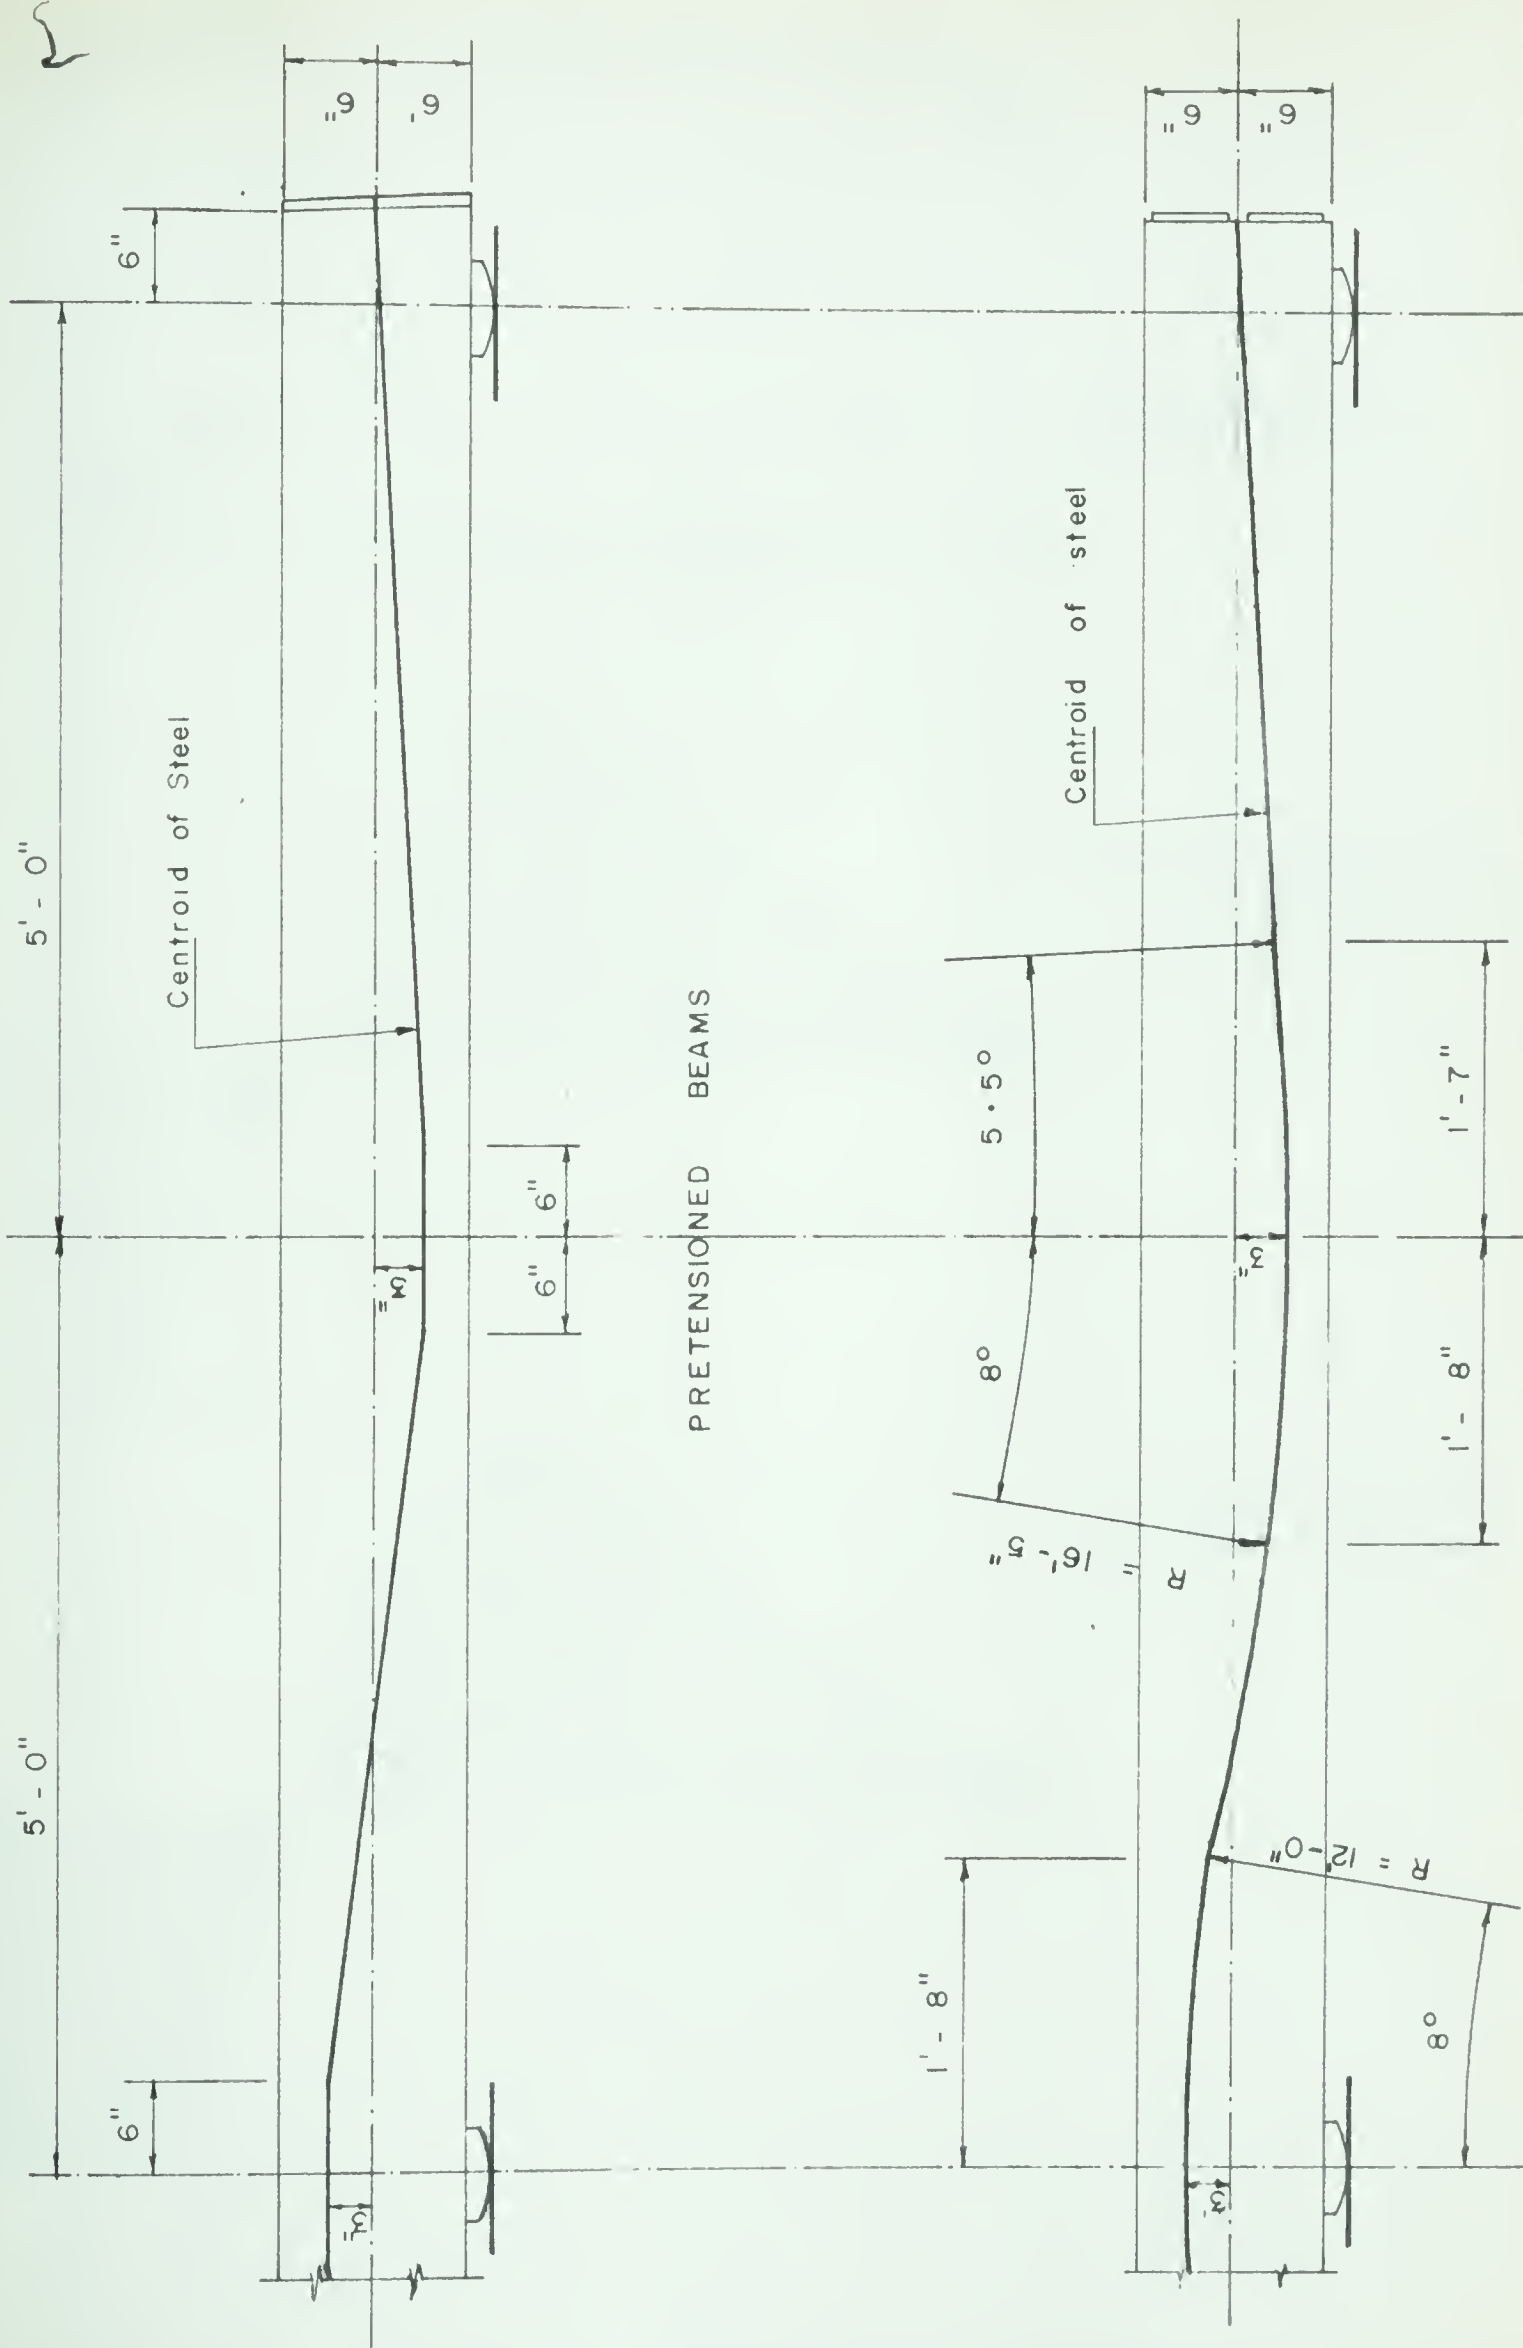 5' - 0"
5' - 0"
6"
6"
Centroid of Steel
6"
6'
3"
3"
6"
6"
PRETENSIONED BEAMS
Centroid of steel
6"
6"
5.5°
8°
R = 16'-5"
1' - 8"
3"
3'
R = 12'-0"
8°
1' - 8"
1' - 7"